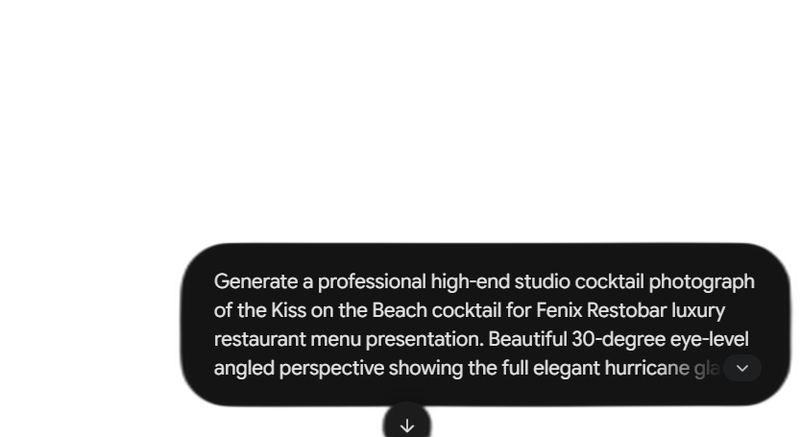 Generate a professional high-end studio cocktail photograph
of the Kiss on the Beach cocktail for Fenix Restobar luxury
restaurant menu presentation. Beautiful 30-degree eye-level
angled perspective showing the full elegant hurricane